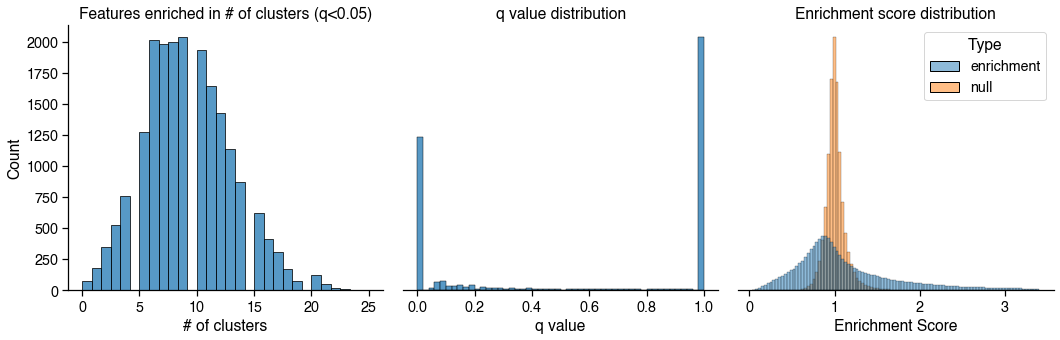 Features enriched in # of clusters (q<0.05)
2000
1750
1500
1250
1000
750
500
250
0
Count
0 5 10 15 20 25
# of clusters
q value distribution
0.0 0.2 0.4 0.6 0.8 1.0
q value
Enrichment score distribution
Type
enrichment
null
0 1 2 3
Enrichment Score